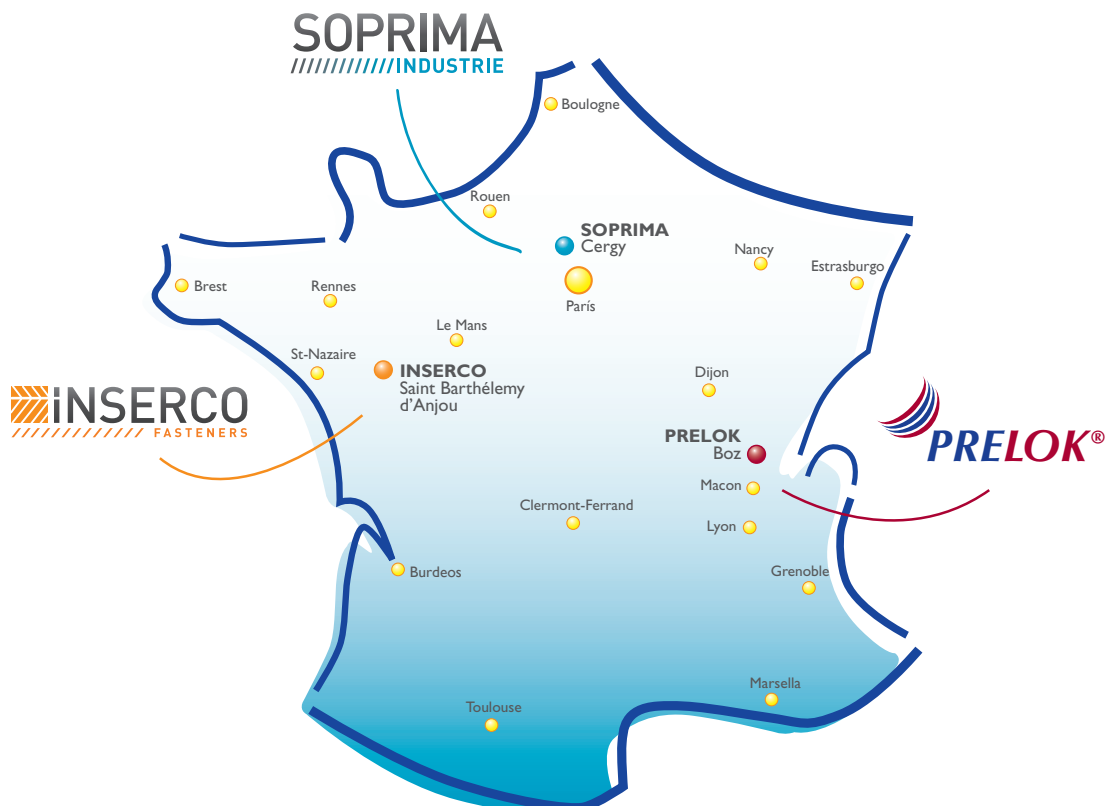 SOPRIMA
INDUSTRIE
Boulogne
Rouen
SOPRIMA
Cergy
Nancy
Estrasburgo
Brest
Rennes
París
Le Mans
St-Nazaire
INSERCO
Saint Barthélemy
d'Anjou
Dijon
iNSERCO
FASTENERS
PRELOK®
PRELOK
Boz
Macon
Clermont-Ferrand
Lyon
Burdeos
Grenoble
Marsella
Toulouse